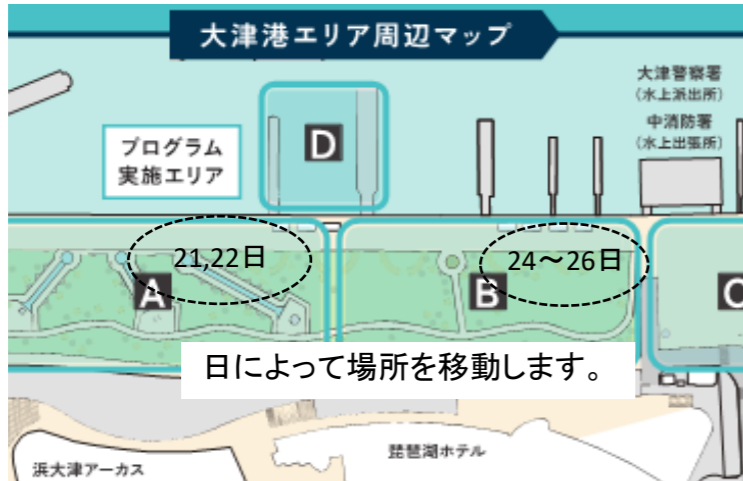 大津港エリア周辺マップ
大津警察署
(水上派出所)
中消防署
(水上出張所)
D
プログラム
実施エリア
21,22日
24～26日
A
B
C
日によって場所を移動します。
琵琶湖ホテル
浜大津アーカス